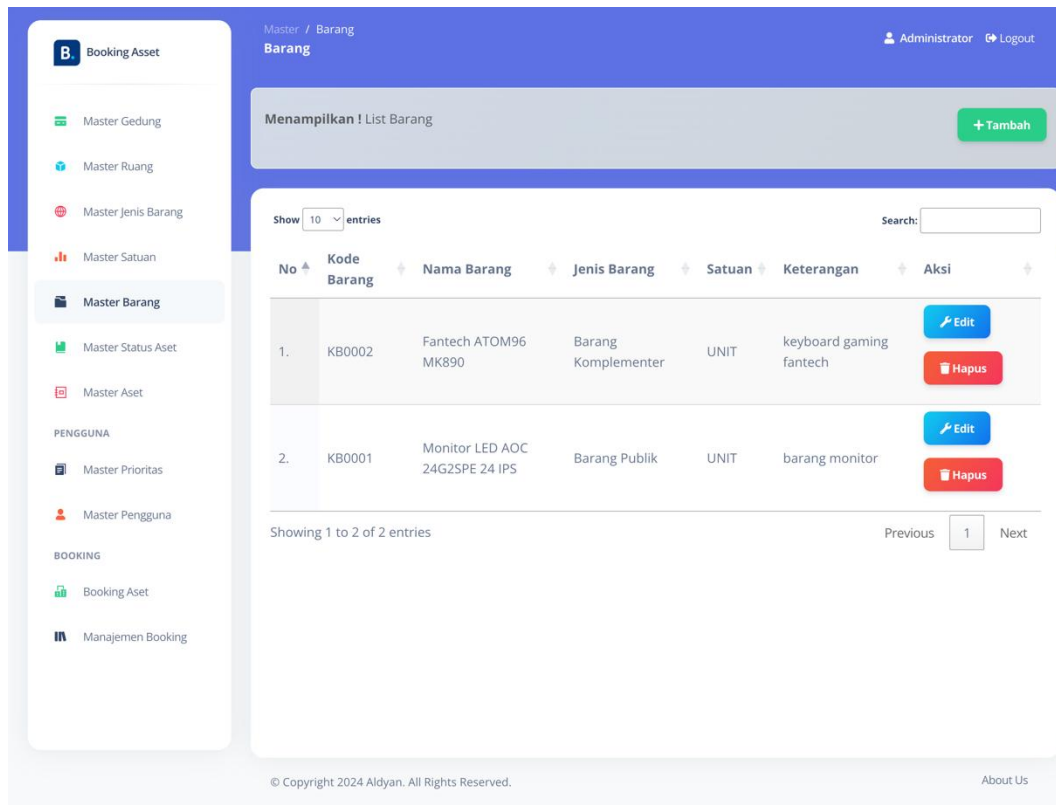 B. Booking Asset
Master Gedung
Master Ruang
Master Jenis Barang
Master Satuan
Master Barang
Master Status Aset
Master Aset
PENGGUNA
Master Prioritas
Master Pengguna
BOOKING
Booking Aset
Manajemen Booking
Master / Barang
Barang
Administrator Logout
Menampilkan ! List Barang
+ Tambah
Show 10 entries
Search:
No Kode Barang Nama Barang Jenis Barang Satuan Keterangan Aksi
1. KB0002 Fantech ATOM96 MK890 Barang Komplementer UNIT keyboard gaming fantech Edit Hapus
2. KB0001 Monitor LED AOC 24G2SPE 24 IPS Barang Publik UNIT barang monitor Edit Hapus
Showing 1 to 2 of 2 entries
Previous 1 Next
© Copyright 2024 Aldyan. All Rights Reserved.
About Us